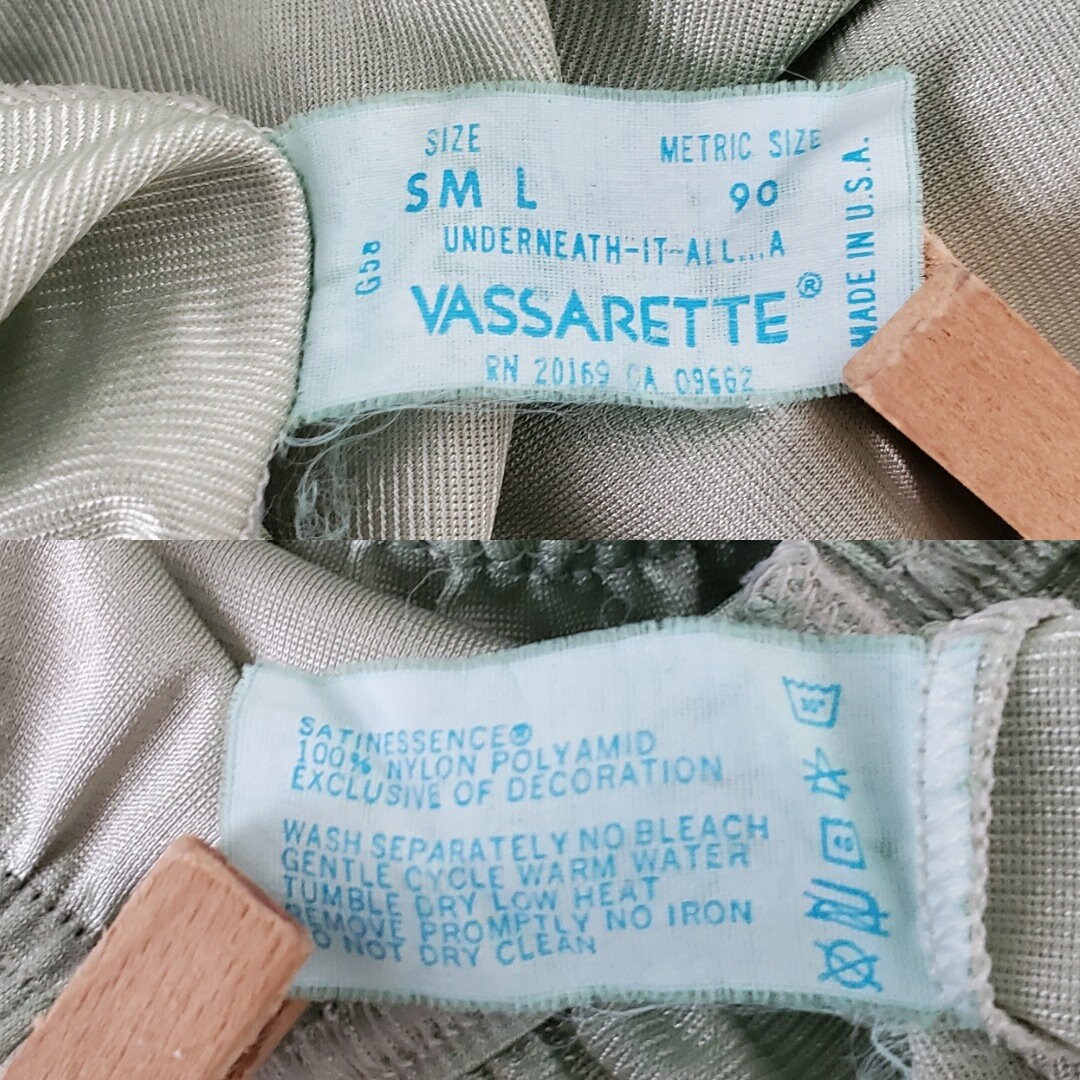 SIZE METRIC SIZE
SM L 90
UNDERNEATH-IT-ALL...A
VASSARETTE®
RN 20169 CA 09662
G58
MADE IN U.S.A.
SATINESSENCE®
100% NYLON POLYAMID
EXCLUSIVE OF DECORATION
WASH SEPARATELY NO BLEACH
GENTLE CYCLE WARM WATER
TUMBLE DRY LOW HEAT
REMOVE PROMPTLY NO IRON
DO NOT DRY CLEAN